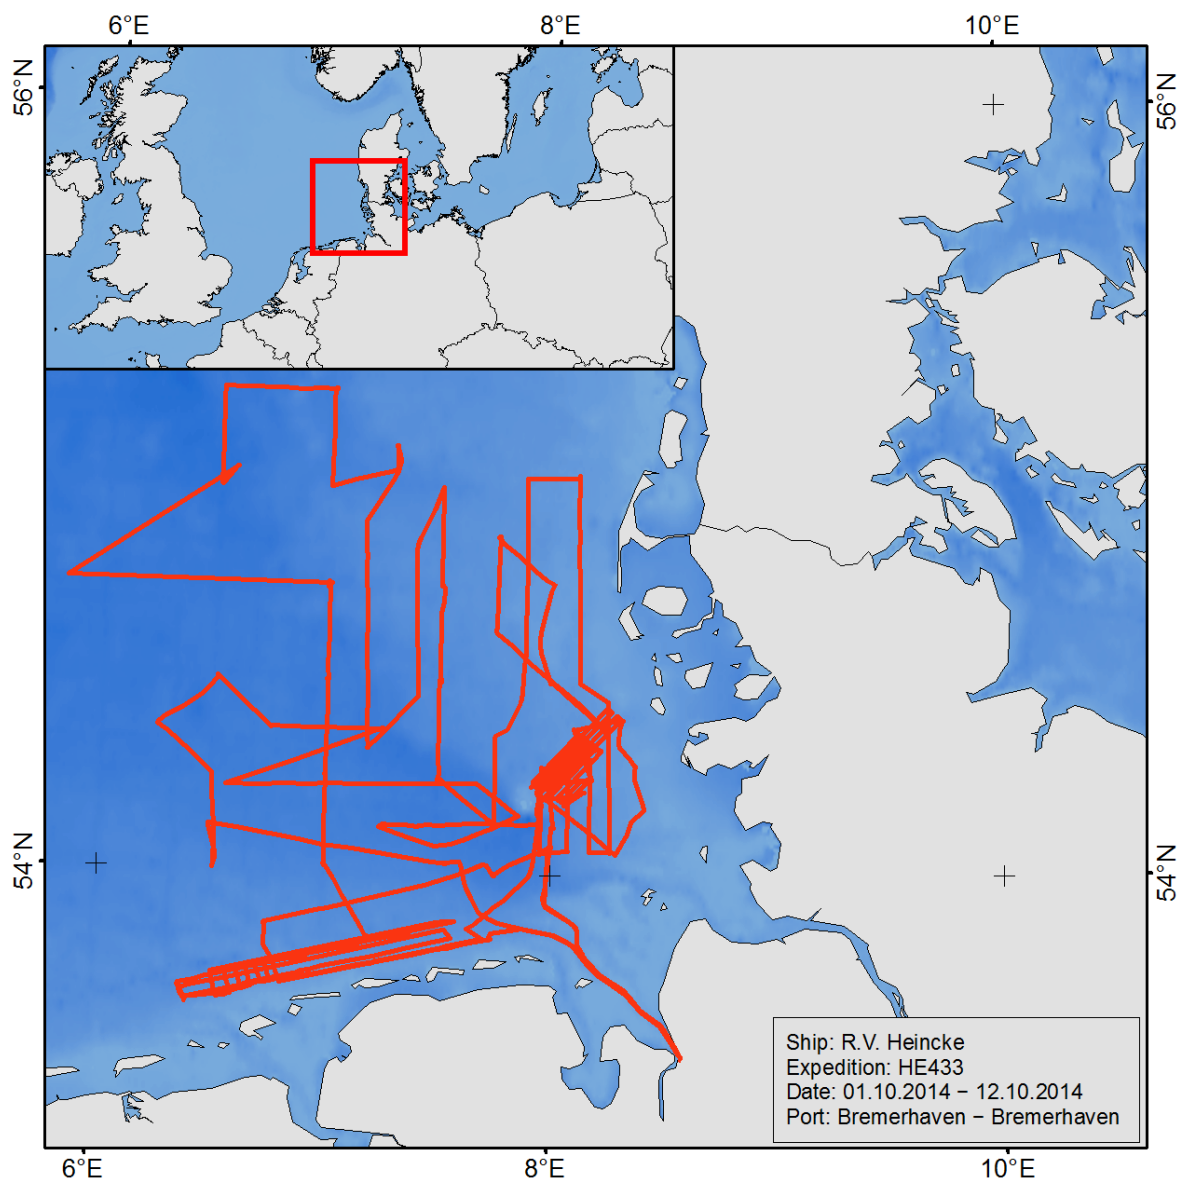 6°E 8°E 10°E
56°N 56°N
54°N 54°N
Ship: R.V. Heincke
Expedition: HE433
Date: 01.10.2014 – 12.10.2014
Port: Bremerhaven – Bremerhaven
6°E 8°E 10°E